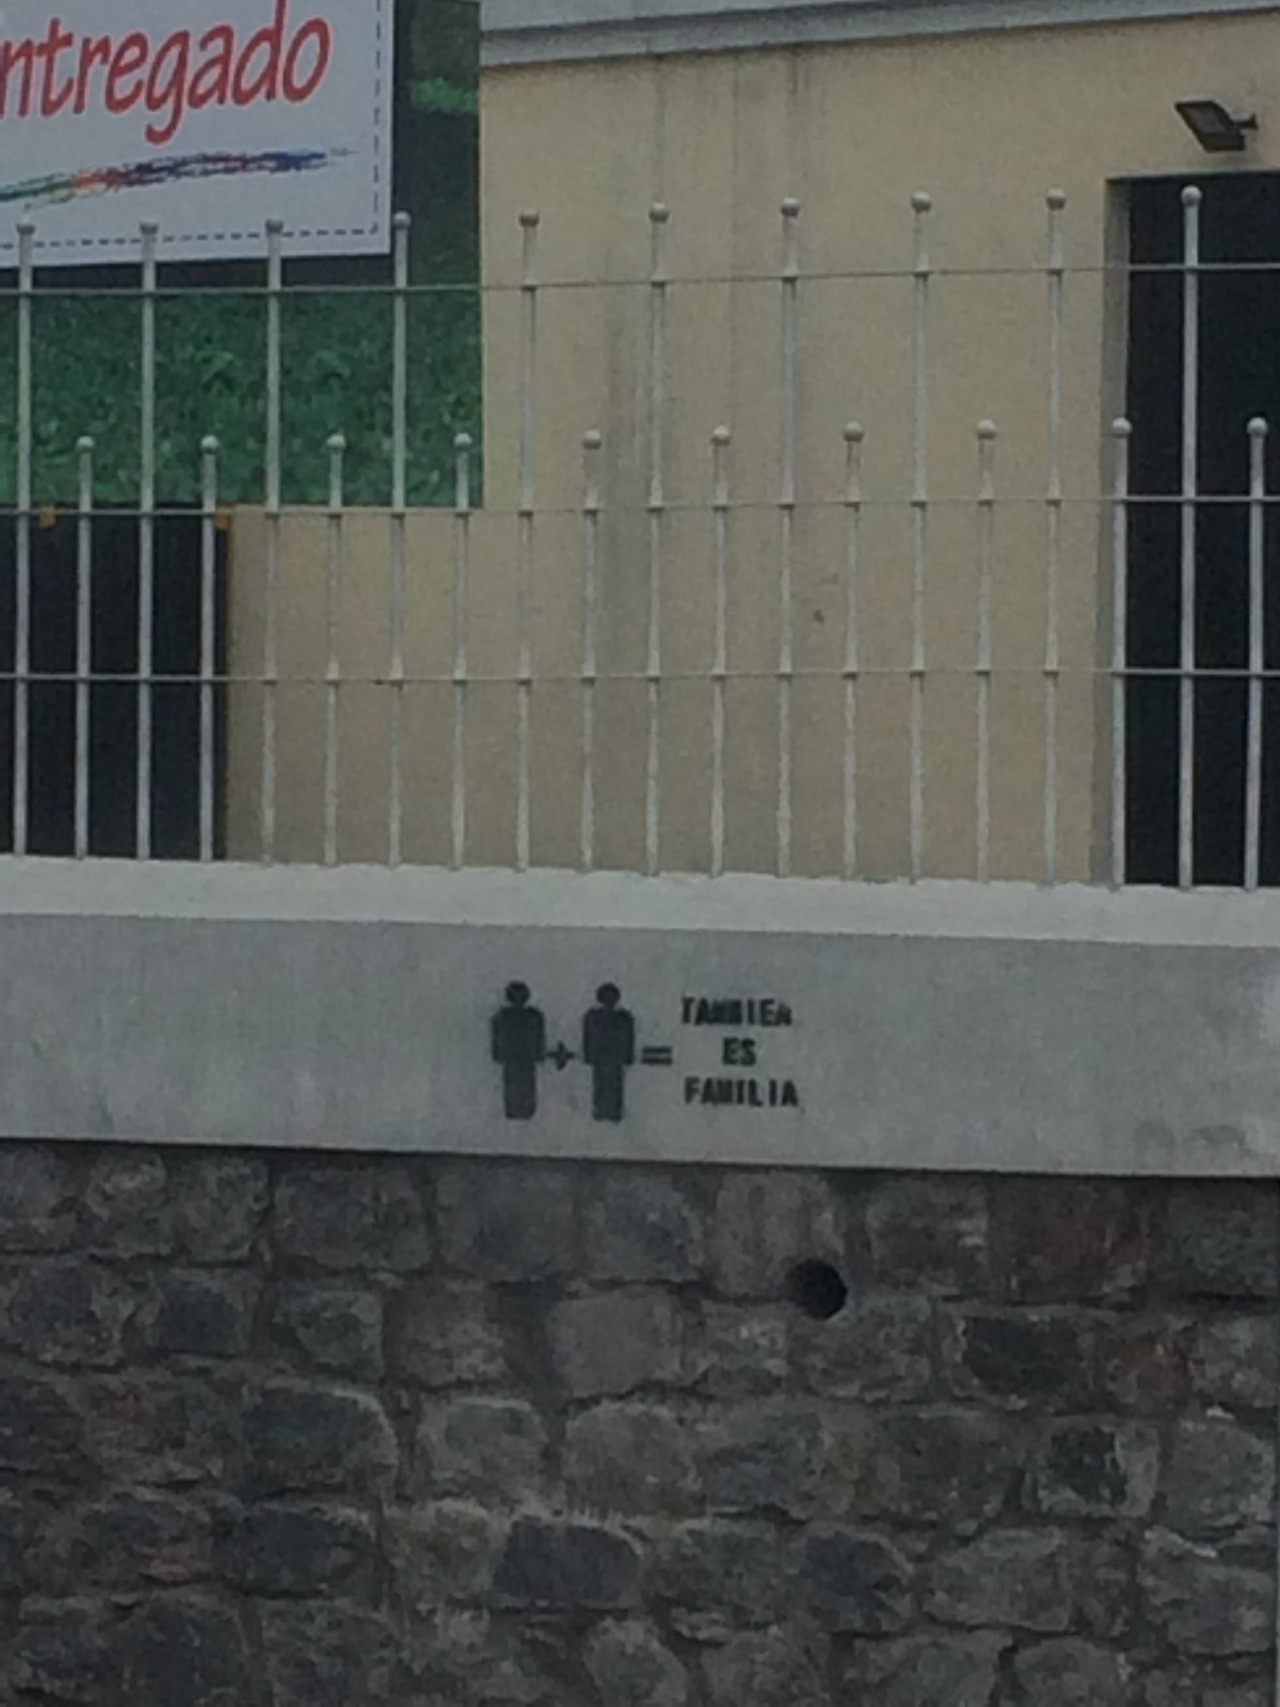 ntregado
+ = TAMBIEN
ES
FAMILIA